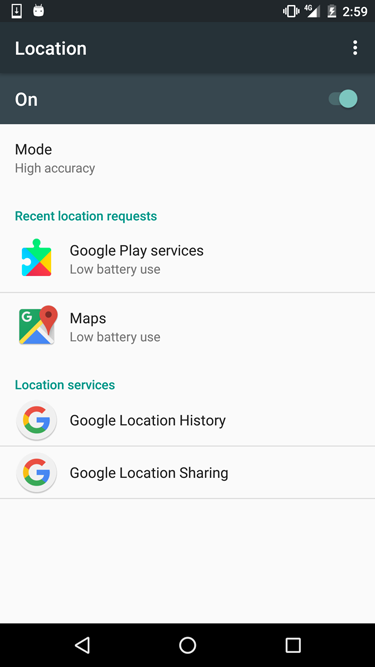 4G 2:59
Location
On
Mode
High accuracy
Recent location requests
Google Play services
Low battery use
G
Maps
Low battery use
Location services
G
Google Location History
G
Google Location Sharing